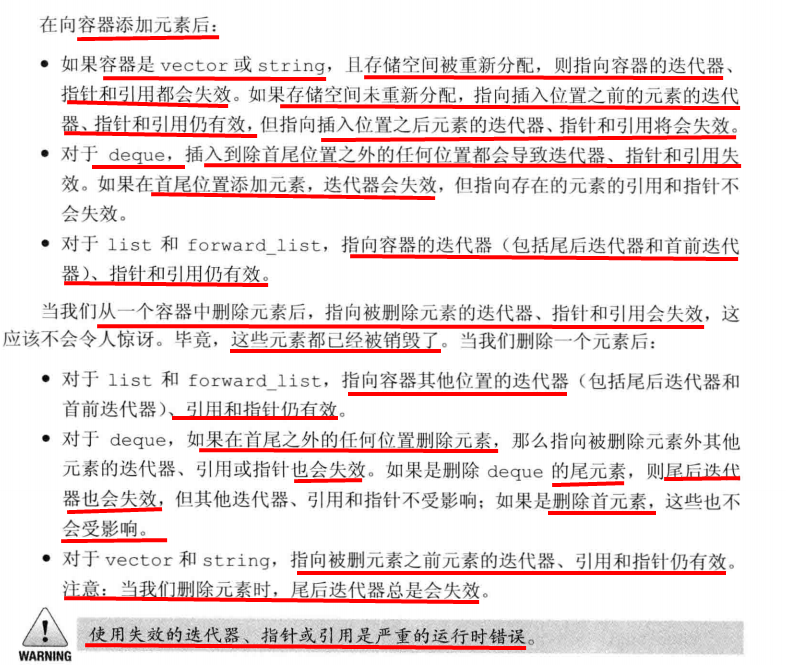 在向容器添加元素后：
● 如果容器是 vector 或 string，且存储空间被重新分配，则指向容器的迭代器、
指针和引用都会失效。如果存储空间未重新分配，指向插入位置之前的元素的迭代
器、指针和引用仍有效，但指向插入位置之后元素的迭代器、指针和引用将会失效。
● 对于 deque，插入到除首尾位置之外的任何位置都会导致迭代器、指针和引用失
效。如果在首尾位置添加元素，迭代器会失效，但指向存在的元素的引用和指针不
会失效。
● 对于 list 和 forward_list，指向容器的迭代器（包括尾后迭代器和首前迭代
器）、指针和引用仍有效。
当我们从一个容器中删除元素后，指向被删除元素的迭代器、指针和引用会失效，这
应该不会令人惊讶。毕竟，这些元素都已经被销毁了。当我们删除一个元素后：
● 对于 list 和 forward_list，指向容器其他位置的迭代器（包括尾后迭代器和
首前迭代器）、引用和指针仍有效。
● 对于 deque，如果在首尾之外的任何位置删除元素，那么指向被删除元素外其他
元素的迭代器、引用或指针也会失效。如果是删除 deque 的尾元素，则尾后迭代
器也会失效，但其他迭代器、引用和指针不受影响；如果是删除首元素，这些也不
会受影响。
● 对于 vector 和 string，指向被删元素之前元素的迭代器、引用和指针仍有效。
注意：当我们删除元素时，尾后迭代器总是会失效。
使用失效的迭代器、指针或引用是严重的运行时错误。
WARNING